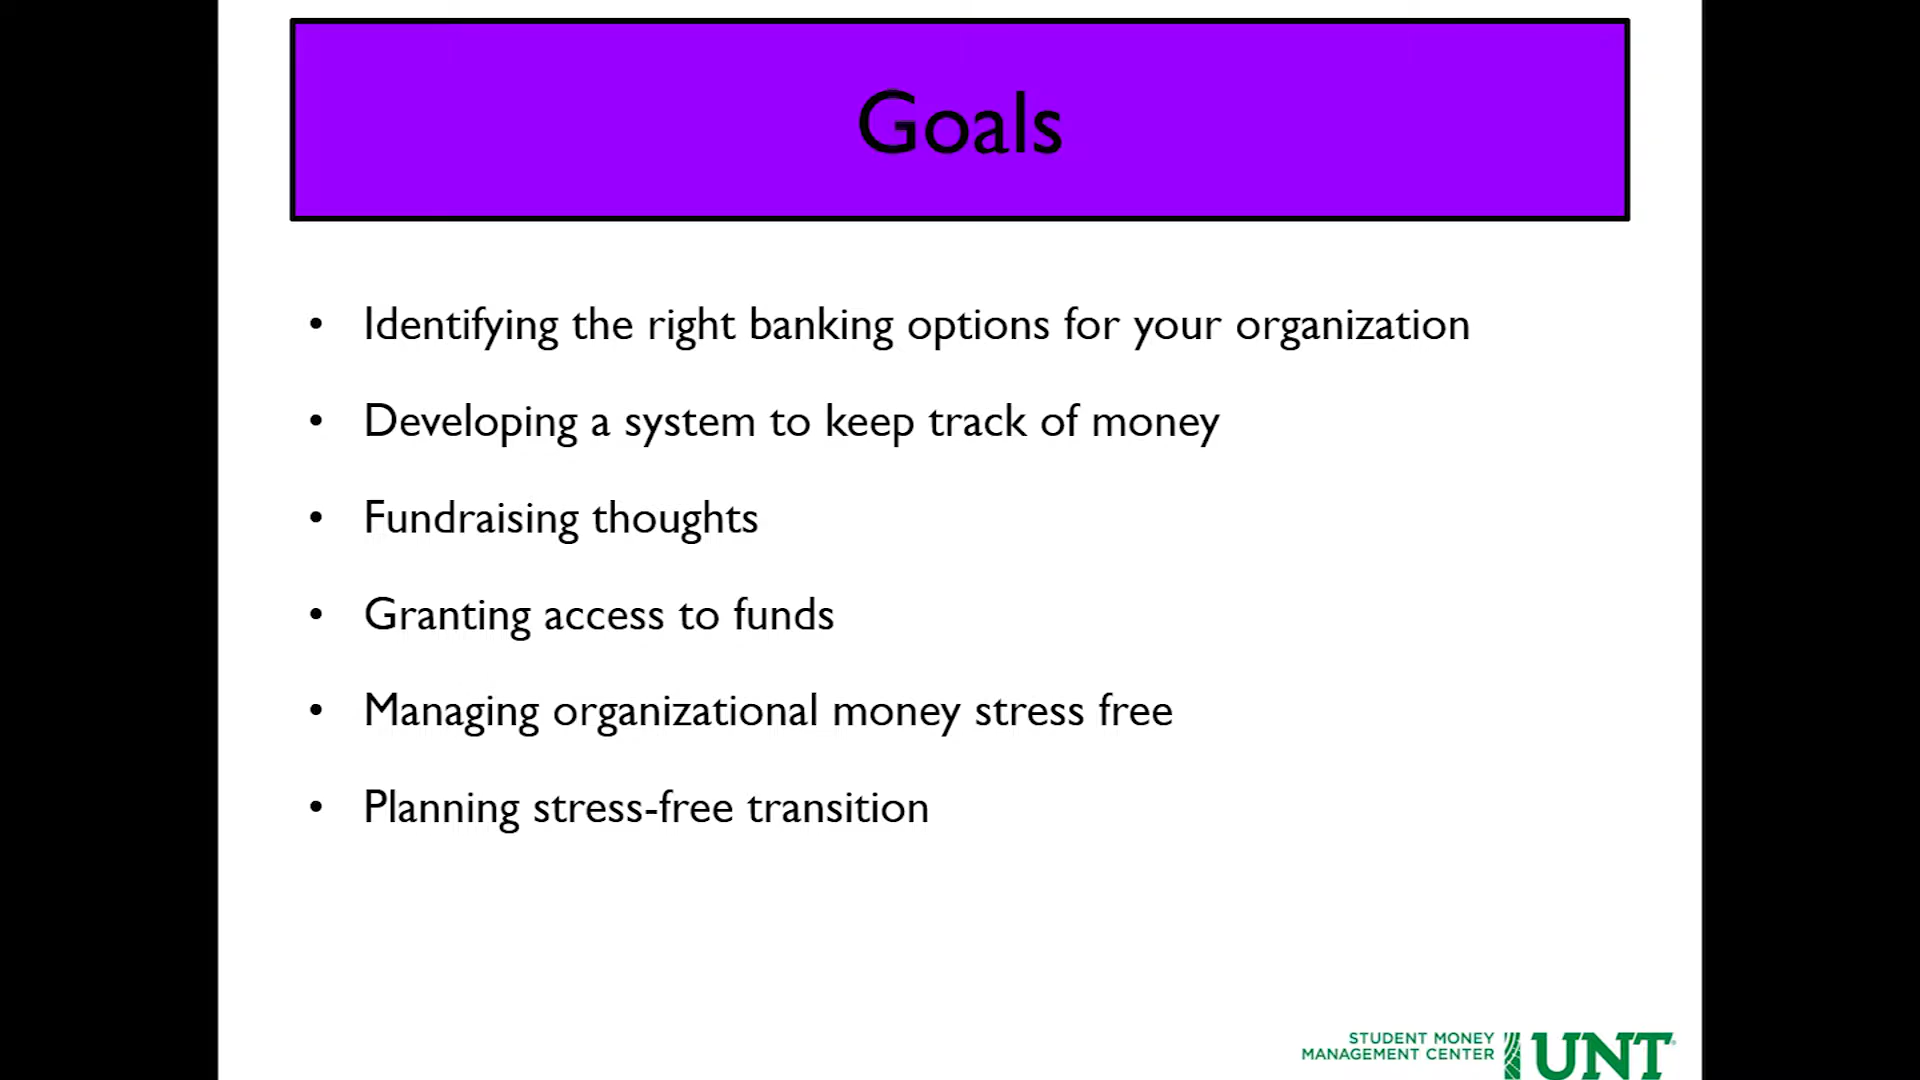 Goals
• Identifying the right banking options for your organization
• Developing a system to keep track of money
• Fundraising thoughts
• Granting access to funds
• Managing organizational money stress free
• Planning stress-free transition
STUDENT MONEY
MANAGEMENT CENTER
UNT